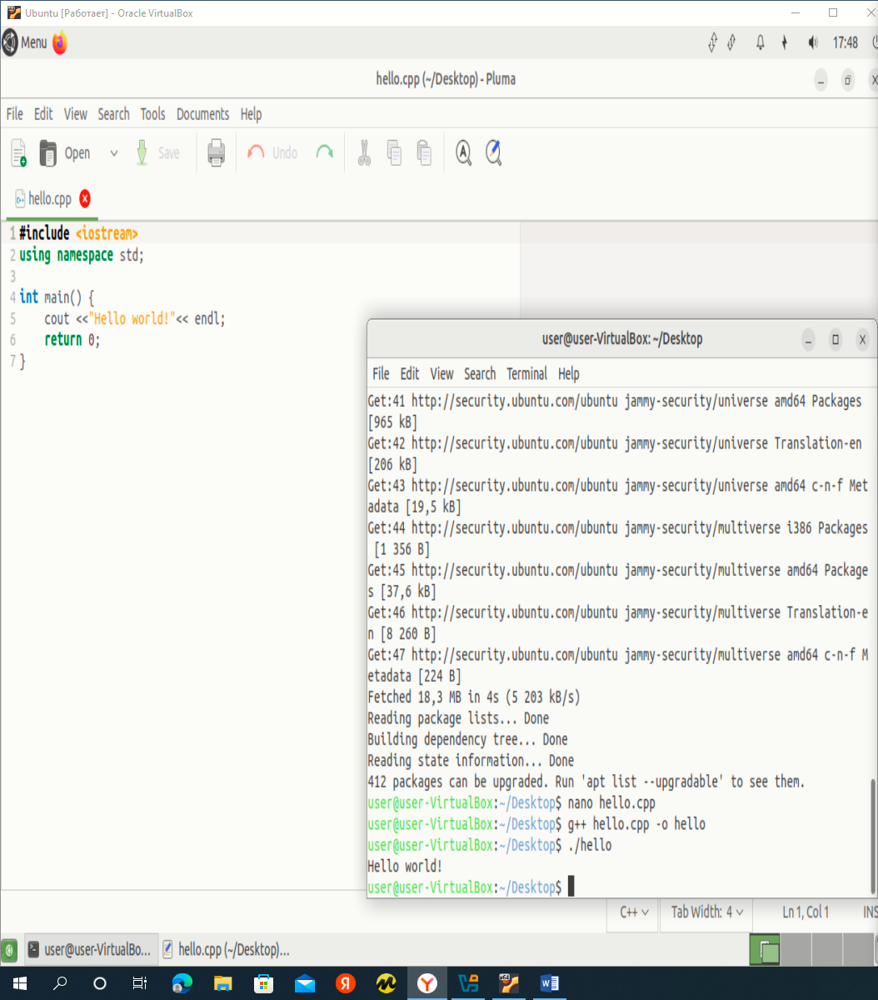 Ubuntu [Работает] - Oracle VirtualBox
Menu
17:48
hello.cpp (~/Desktop) - Pluma
File Edit View Search Tools Documents Help
Open Save Undo
hello.cpp
1 #include <iostream>
2 using namespace std;
3
4 int main() {
5 cout <<"Hello world!"<< endl;
6 return 0;
7 }
user@user-VirtualBox: ~/Desktop
File Edit View Search Terminal Help
Get:41 http://security.ubuntu.com/ubuntu jammy-security/universe amd64 Packages
[965 kB]
Get:42 http://security.ubuntu.com/ubuntu jammy-security/universe Translation-en
[206 kB]
Get:43 http://security.ubuntu.com/ubuntu jammy-security/universe amd64 c-n-f Met
adata [19,5 kB]
Get:44 http://security.ubuntu.com/ubuntu jammy-security/multiverse i386 Packages
[1 356 B]
Get:45 http://security.ubuntu.com/ubuntu jammy-security/multiverse amd64 Package
s [37,6 kB]
Get:46 http://security.ubuntu.com/ubuntu jammy-security/multiverse Translation-e
n [8 260 B]
Get:47 http://security.ubuntu.com/ubuntu jammy-security/multiverse amd64 c-n-f M
etadata [224 B]
Fetched 18,3 MB in 4s (5 203 kB/s)
Reading package lists... Done
Building dependency tree... Done
Reading state information... Done
412 packages can be upgraded. Run 'apt list --upgradable' to see them.
user@user-VirtualBox:~/Desktop$ nano hello.cpp
user@user-VirtualBox:~/Desktop$ g++ hello.cpp -o hello
user@user-VirtualBox:~/Desktop$ ./hello
Hello world!
user@user-VirtualBox:~/Desktop$
C++ Tab Width: 4 Ln 1, Col 1 INS
user@user-VirtualBo... hello.cpp (~/Desktop)...